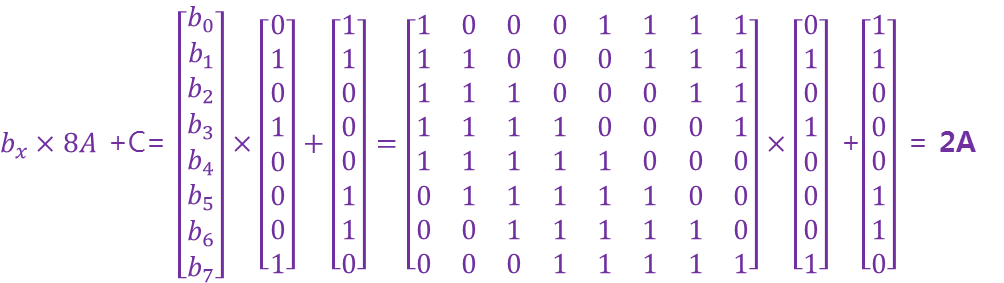 b₀ 0 1 1 0 0 0 1 1 1 1 0 1
b₁ 1 1 1 1 0 0 0 1 1 1 1 1
b₂ 0 0 1 1 1 0 0 0 1 1 0 0
b₃ 1 0 1 1 1 1 0 0 0 1 1 0
bₓ × 8A +C= × + = × + = 2A
b₄ 0 0 1 1 1 1 1 0 0 0 0 0
b₅ 0 1 0 1 1 1 1 1 0 0 0 1
b₆ 0 1 0 0 1 1 1 1 1 0 0 1
b₇ 1 0 0 0 0 1 1 1 1 1 1 0